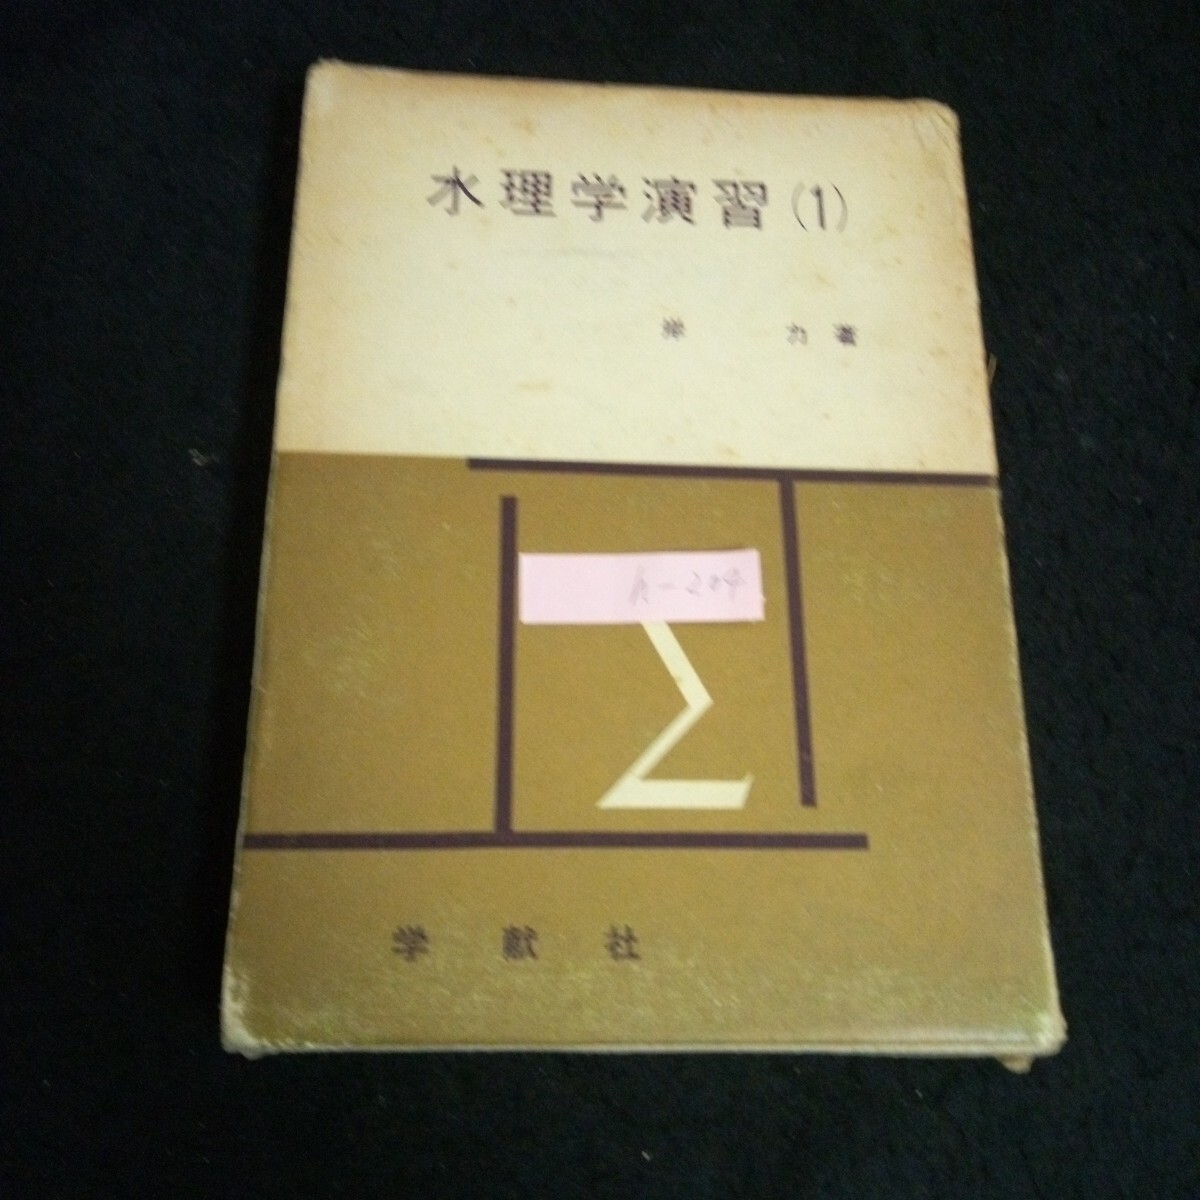 水理学演習(1)
岸 力 著
h-204
Σ
学献社